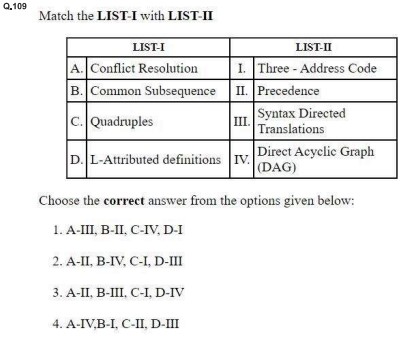 Q.109
Match the LIST-I with LIST-II
LIST-I LIST-II
A. Conflict Resolution I. Three - Address Code
B. Common Subsequence II. Precedence
C. Quadruples III. Syntax Directed Translations
D. L-Attributed definitions IV. Direct Acyclic Graph (DAG)
Choose the correct answer from the options given below:
1. A-III, B-II, C-IV, D-I
2. A-II, B-IV, C-I, D-III
3. A-II, B-III, C-I, D-IV
4. A-IV,B-I, C-II, D-III